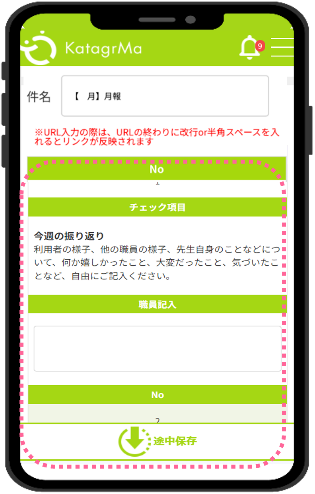 KatagrMa
9
件名
【　月】月報
※URL入力の際は、URLの終わりに改行or半角スペースを入
れるとリンクが反映されます
No
1
チェック項目
今週の振り返り
利用者の様子、他の職員の様子、先生自身のことなどにつ
いて、何か嬉しかったこと、大変だったこと、気づいたこ
となど、自由にご記入ください。
職員記入
No
2
途中保存